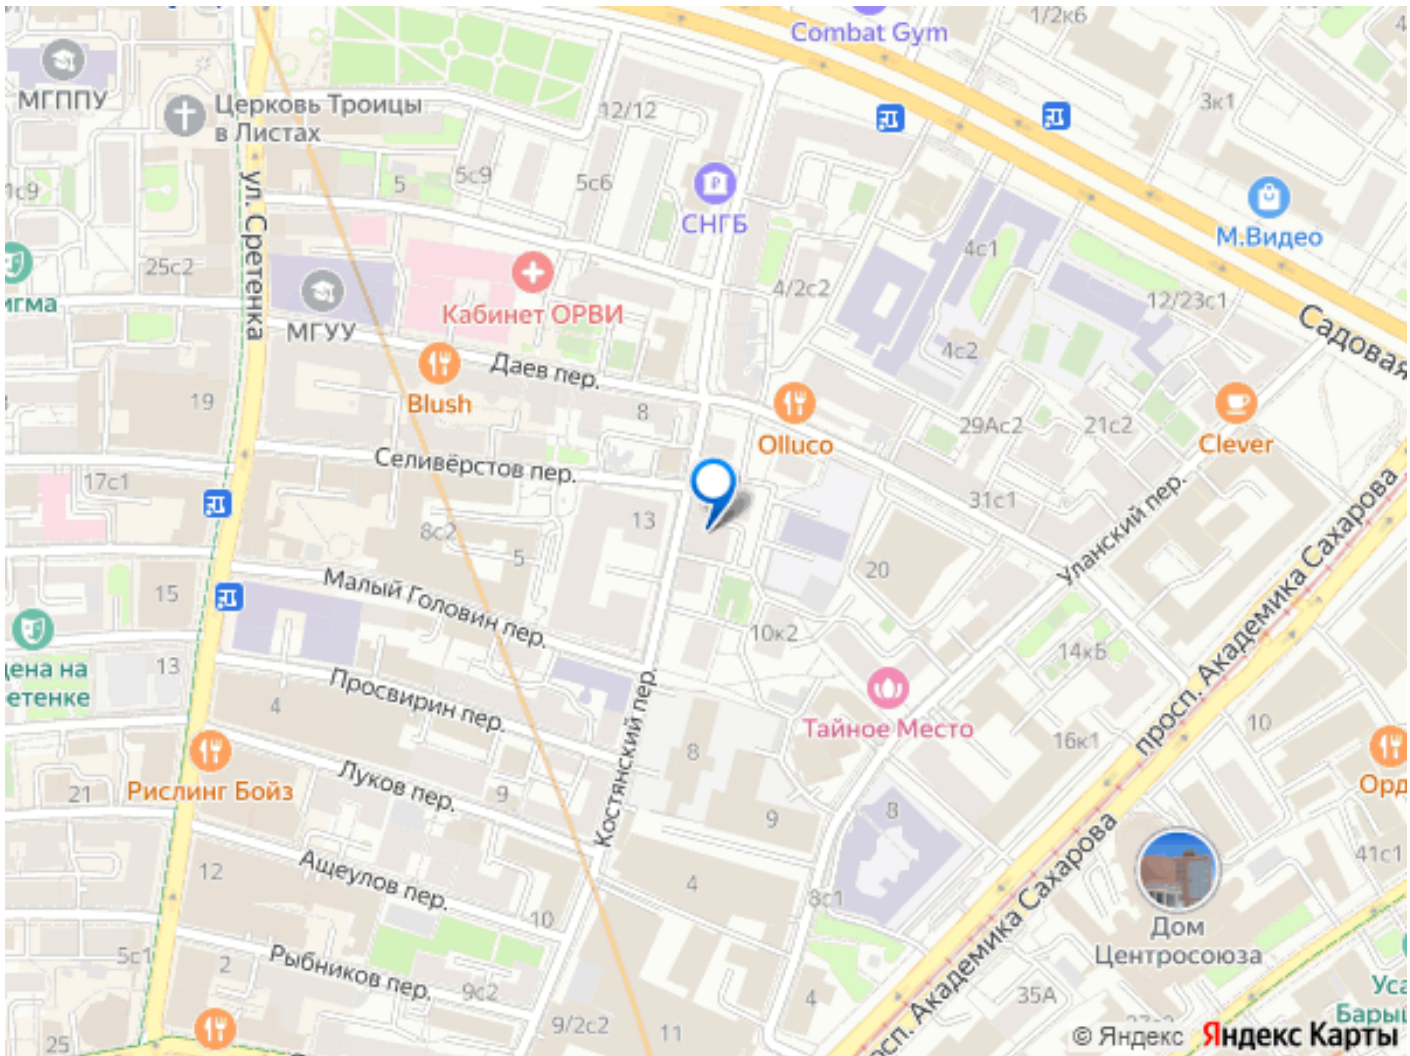 Combat Gym
1/2к6
МГППУ
Церковь Троицы
в Листах
12/12
3к1
1с9
5
5с9
5с6
СНГБ
М.Видео
ул. Сретенка
4с1
25с2
4/2с2
12/23с1
Кабинет ОРВИ
МГУУ
Садовая
4с2
Даев пер.
Blush
19
8
Olluco
29Ас2
21с2
Clever
Селивёрстов пер.
17с1
31с1
13
8с2
5
Уланский пер.
просп. Академика Сахарова
20
Малый Головин пер.
15
10к2
14кБ
13
Просвирин пер.
4
Тайное Место
Костянский пер.
8
16к1
10
Рислинг Бойз
21
Луков пер.
9
9
8
41с1
12
Ащеулов пер.
4
8с1
10
Дом
Центросоюза
5с1
2
Рыбников пер.
9с2
4
35А
Академика Сахарова
9/2с2
11
25
© Яндекс Яндекс Карты